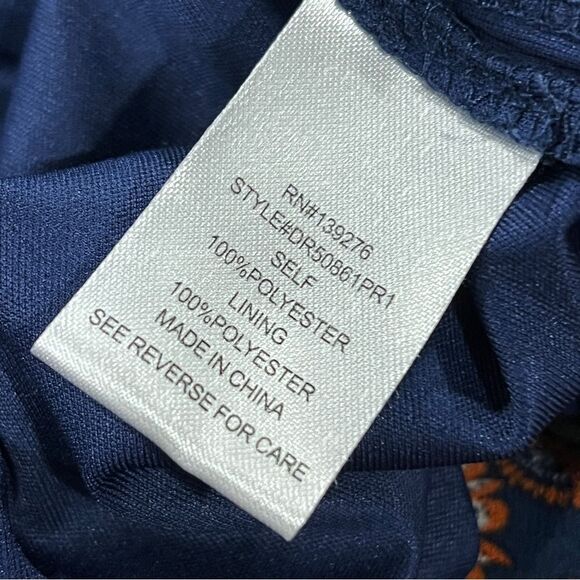 RN#139276
STYLE#DR50861PR1
SELF
100%POLYESTER
LINING
100%POLYESTER
MADE IN CHINA
SEE REVERSE FOR CARE